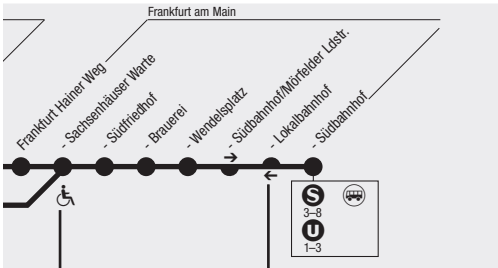 Frankfurt am Main
Frankfurt Hainer Weg
- Sachsenhäuser Warte
- Südfriedhof
- Brauerei
- Wendelsplatz
- Südbahnhof/Mörfelder Ldstr.
- Lokalbahnhof
- Südbahnhof
S
3–8
U
1–3